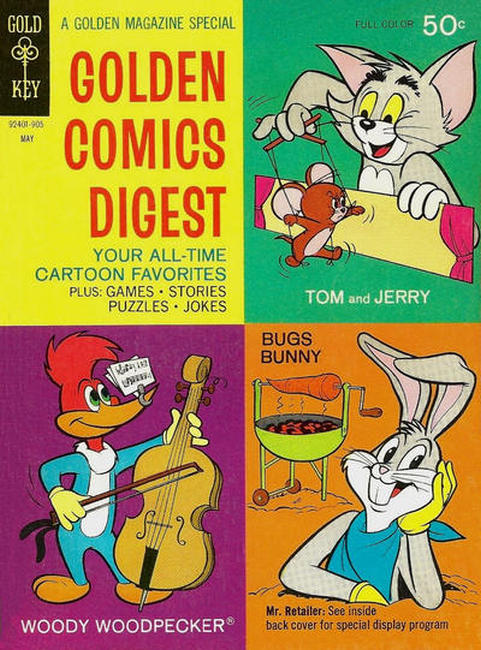 GOLD
KEY
92401-905
MAY
A GOLDEN MAGAZINE SPECIAL
GOLDEN
COMICS
DIGEST
YOUR ALL-TIME
CARTOON FAVORITES
PLUS: GAMES · STORIES
PUZZLES · JOKES
FULL COLOR 50c
TOM and JERRY
WOODY WOODPECKER®
BUGS
BUNNY
Mr. Retailer: See inside
back cover for special display program